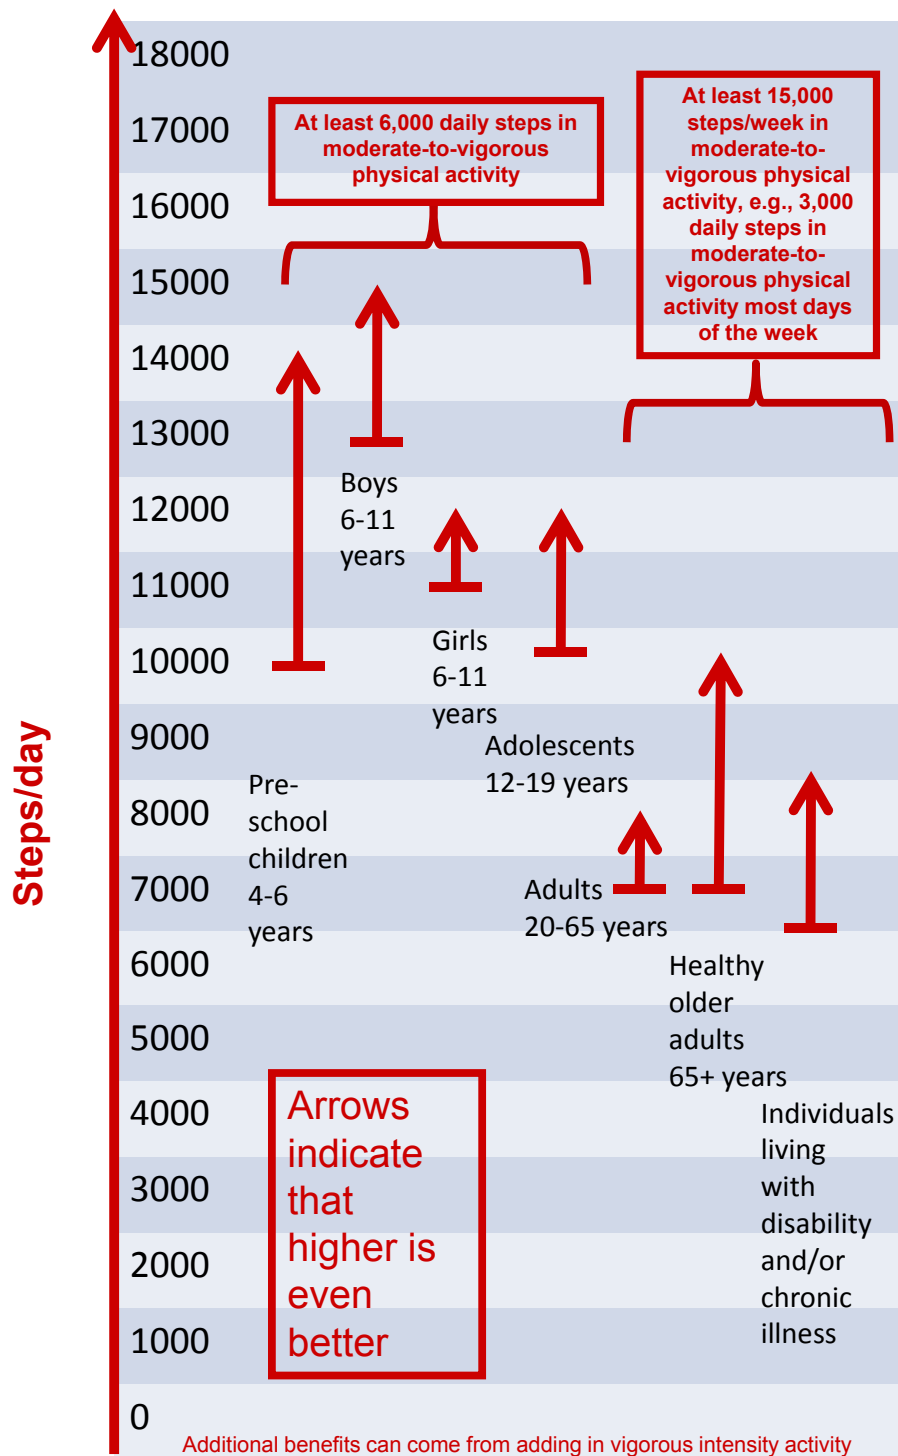 18000
17000
16000
15000
14000
13000
12000
11000
10000
9000
8000
7000
6000
5000
4000
3000
2000
1000
0
Steps/day
At least 6,000 daily steps in
moderate-to-vigorous
physical activity
At least 15,000
steps/week in
moderate-to-
vigorous physical
activity, e.g., 3,000
daily steps in
moderate-to-
vigorous physical
activity most days
of the week
Pre-
school
children
4-6
years
Boys
6-11
years
Girls
6-11
years
Adolescents
12-19 years
Adults
20-65 years
Healthy
older
adults
65+ years
Individuals
living
with
disability
and/or
chronic
illness
Arrows
indicate
that
higher is
even
better
Additional benefits can come from adding in vigorous intensity activity